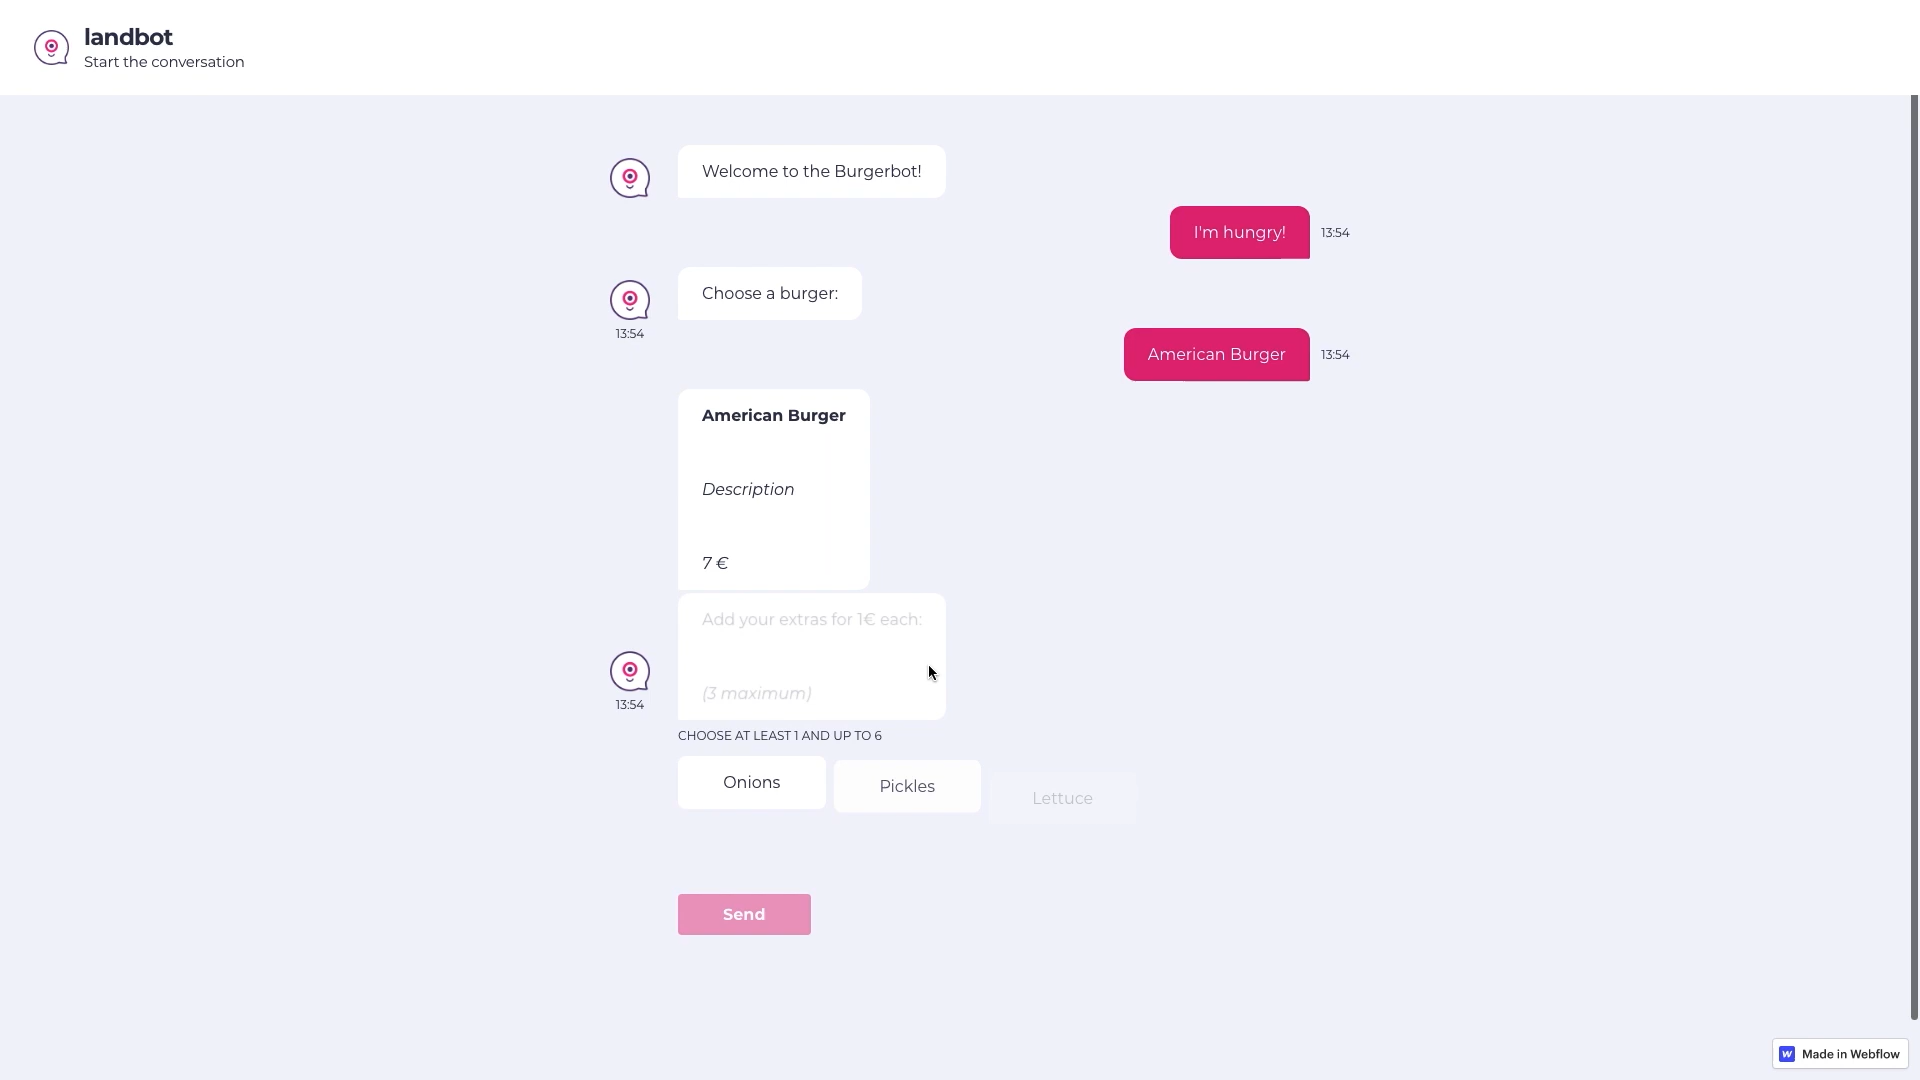 landbot
Start the conversation
Welcome to the Burgerbot!
I'm hungry!
13:54
Choose a burger:
13:54
American Burger
13:54
American Burger
Description
7 €
Add your extras for 1€ each:
(3 maximum)
13:54
CHOOSE AT LEAST 1 AND UP TO 6
Onions
Pickles
Lettuce
Send
Made in Webflow